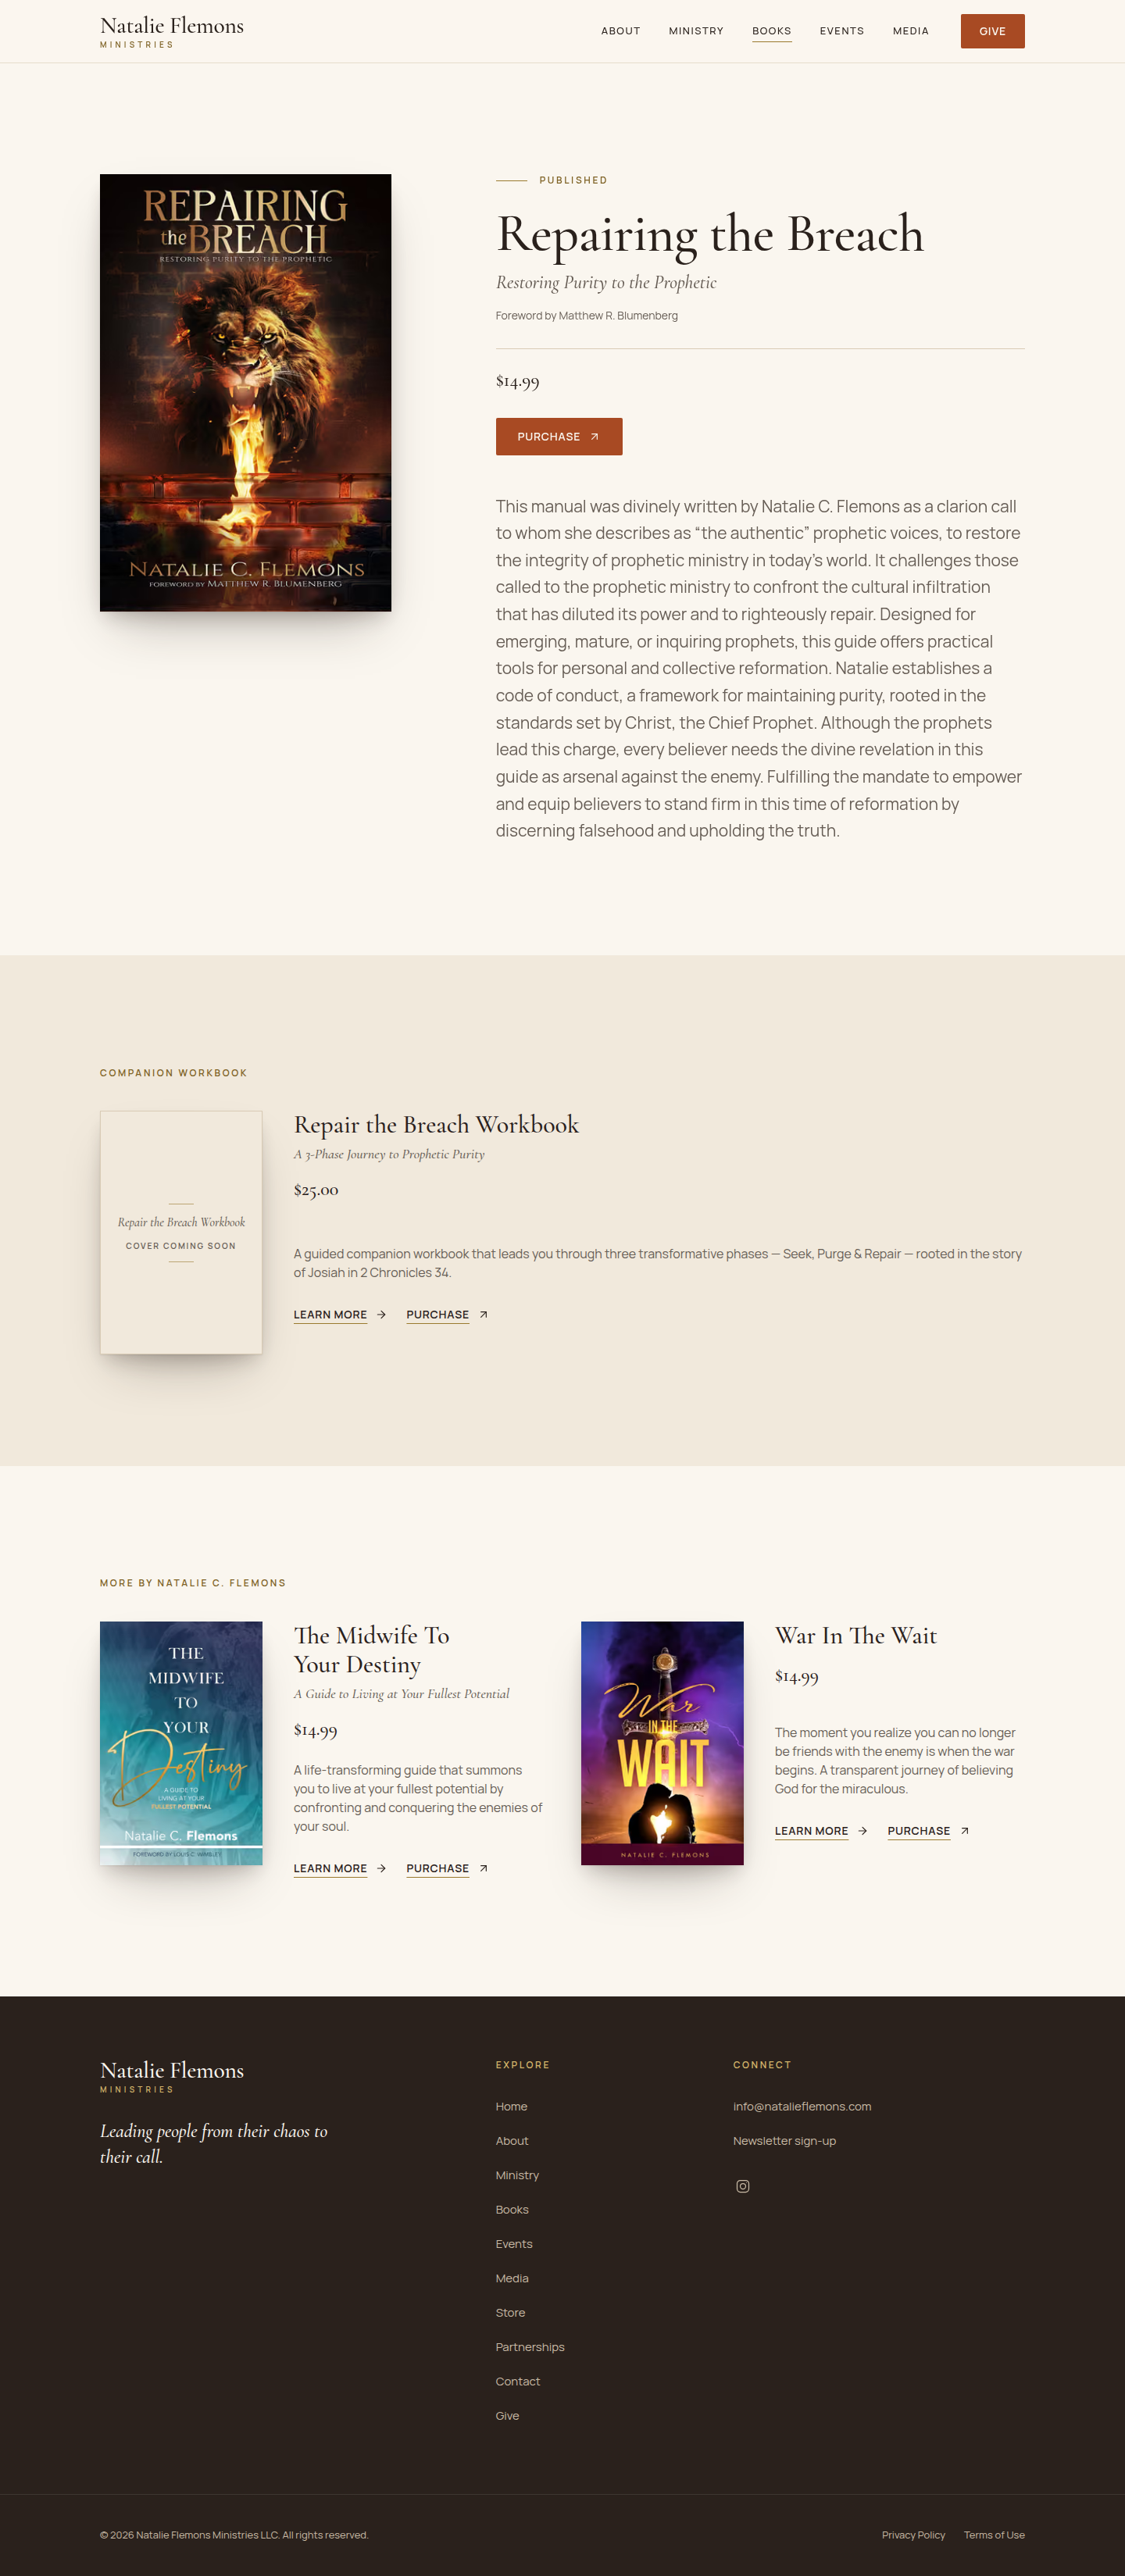 Natalie Flemons
MINISTRIES
ABOUT
MINISTRY
BOOKS
EVENTS
MEDIA
GIVE
REPAIRING
the BREACH
RESTORING PURITY TO THE PROPHETIC
NATALIE C. FLEMONS
FOREWORD BY MATTHEW R. BLUMENBERG
PUBLISHED
Repairing the Breach
Restoring Purity to the Prophetic
Foreword by Matthew R. Blumenberg
$14.99
PURCHASE
This manual was divinely written by Natalie C. Flemons as a clarion call
to whom she describes as “the authentic” prophetic voices, to restore
the integrity of prophetic ministry in today’s world. It challenges those
called to the prophetic ministry to confront the cultural infiltration
that has diluted its power and to righteously repair. Designed for
emerging, mature, or inquiring prophets, this guide offers practical
tools for personal and collective reformation. Natalie establishes a
code of conduct, a framework for maintaining purity, rooted in the
standards set by Christ, the Chief Prophet. Although the prophets
lead this charge, every believer needs the divine revelation in this
guide as arsenal against the enemy. Fulfilling the mandate to empower
and equip believers to stand firm in this time of reformation by
discerning falsehood and upholding the truth.
COMPANION WORKBOOK
Repair the Breach Workbook
COVER COMING SOON
Repair the Breach Workbook
A 3-Phase Journey to Prophetic Purity
$25.00
A guided companion workbook that leads you through three transformative phases — Seek, Purge & Repair — rooted in the story
of Josiah in 2 Chronicles 34.
LEARN MORE
PURCHASE
MORE BY NATALIE C. FLEMONS
THE
MIDWIFE
TO
YOUR
Destiny
A GUIDE TO
LIVING AT YOUR
FULLEST POTENTIAL
Natalie C. Flemons
FOREWORD BY LOUIS C. WIMBLEY
The Midwife To
Your Destiny
A Guide to Living at Your Fullest Potential
$14.99
A life-transforming guide that summons
you to live at your fullest potential by
confronting and conquering the enemies of
your soul.
LEARN MORE
PURCHASE
War
IN THE
WAIT
NATALIE C. FLEMONS
War In The Wait
$14.99
The moment you realize you can no longer
be friends with the enemy is when the war
begins. A transparent journey of believing
God for the miraculous.
LEARN MORE
PURCHASE
Natalie Flemons
MINISTRIES
Leading people from their chaos to
their call.
EXPLORE
Home
About
Ministry
Books
Events
Media
Store
Partnerships
Contact
Give
CONNECT
info@natalieflemons.com
Newsletter sign-up
© 2026 Natalie Flemons Ministries LLC. All rights reserved.
Privacy Policy
Terms of Use